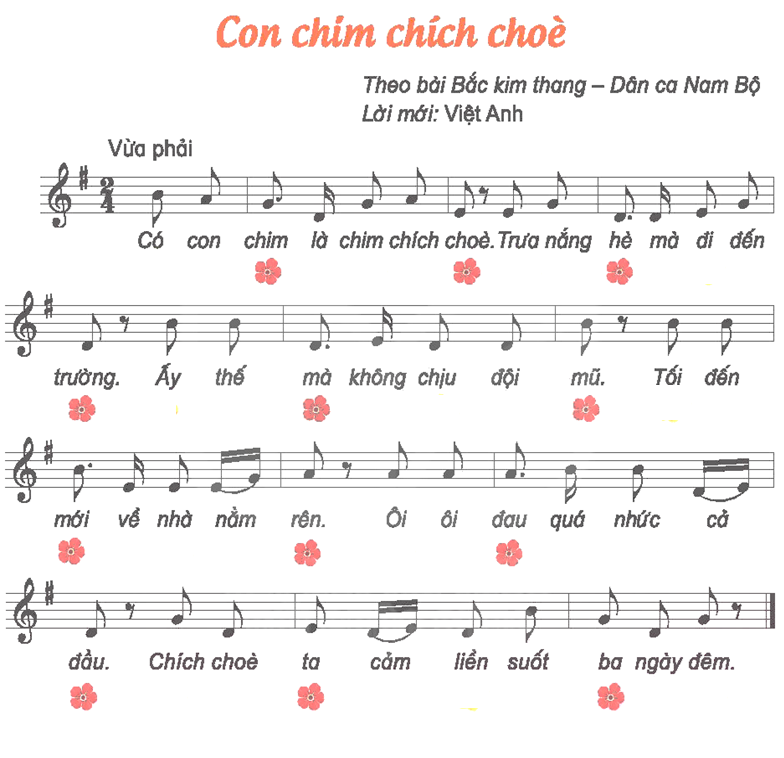 Con chim chích choè
Theo bài Bắc kim thang – Dân ca Nam Bộ
Lời mới: Việt Anh
Vừa phải
2
4
Có con chim là chim chích choè. Trưa nắng hè mà đi đến
trường. Ấy thế mà không chịu đội mũ. Tối đến
mới về nhà nằm rên. Ôi ôi đau quá nhức cả
đầu. Chích choè ta cảm liền suốt ba ngày đêm.